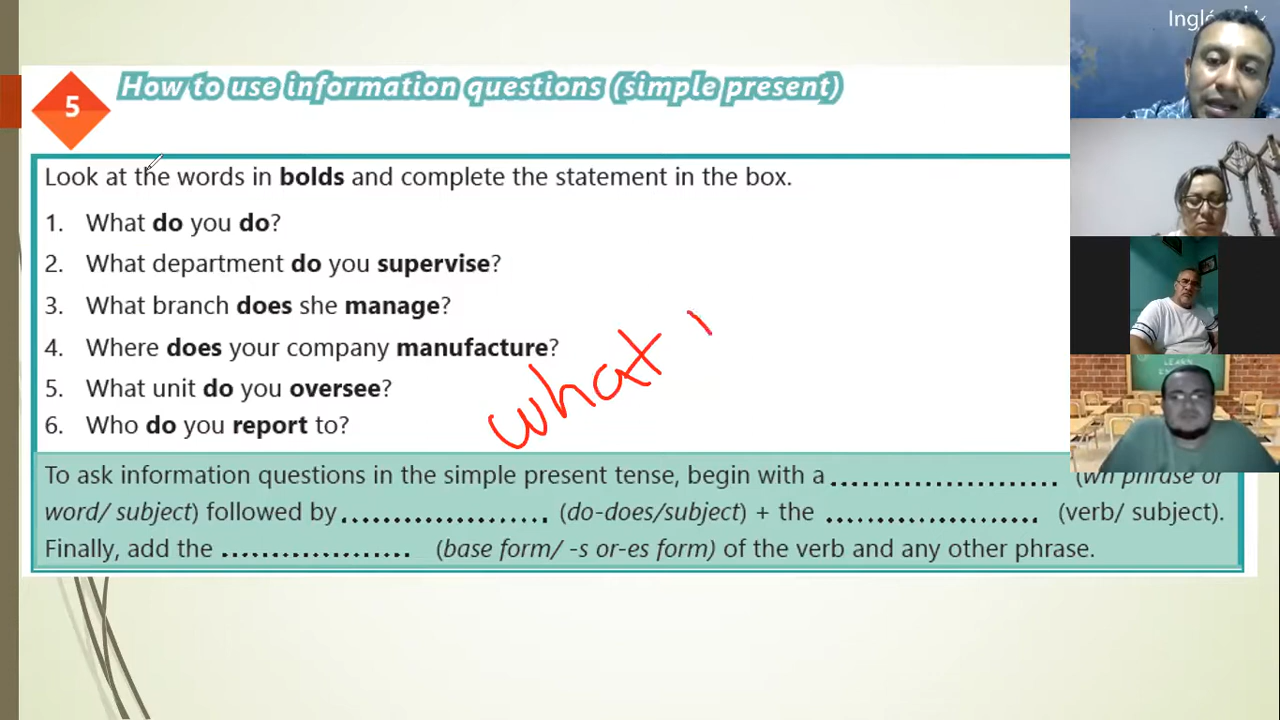 Inglé
How to use information questions (simple present)
5
Look at the words in bolds and complete the statement in the box.
1. What do you do?
2. What department do you supervise?
3. What branch does she manage?
4. Where does your company manufacture?
5. What unit do you oversee?
6. Who do you report to?
what
To ask information questions in the simple present tense, begin with a ........................ (wh phrase or
word/ subject) followed by..................... (do-does/subject) + the ...................... (verb/ subject).
Finally, add the ................... (base form/ -s or-es form) of the verb and any other phrase.
LEARN